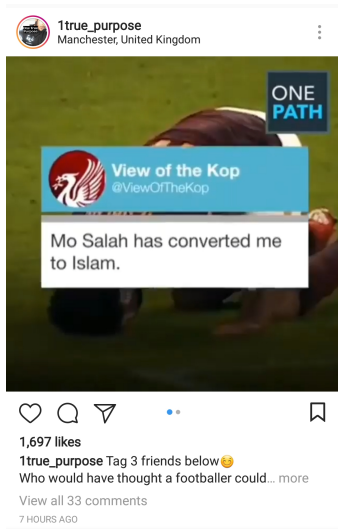 1true_purpose
Manchester, United Kingdom
ONE
PATH
View of the Kop
@ViewOfTheKop
Mo Salah has converted me
to Islam.
1,697 likes
1true_purpose Tag 3 friends below😊
Who would have thought a footballer could... more
View all 33 comments
7 HOURS AGO